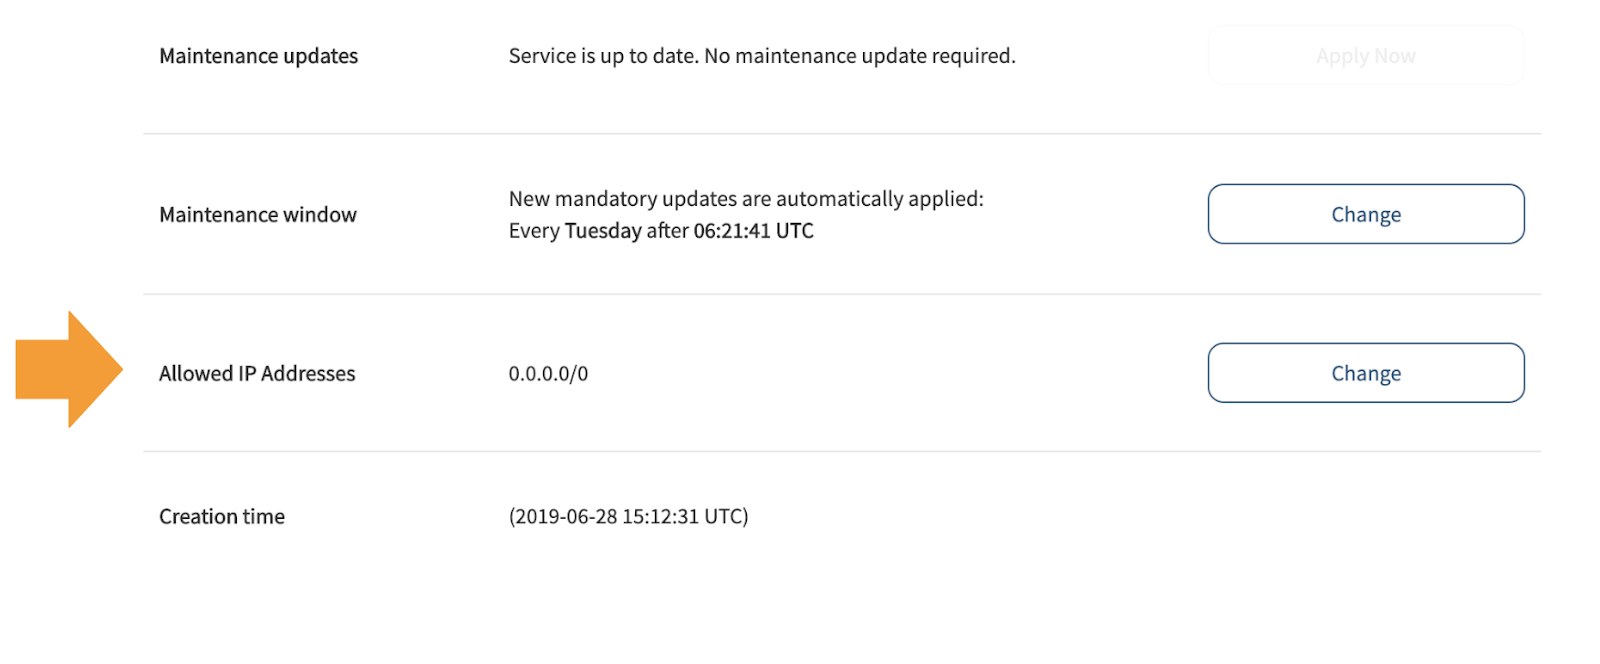 Maintenance updates
Service is up to date. No maintenance update required.
Apply Now
Maintenance window
New mandatory updates are automatically applied:
Every Tuesday after 06:21:41 UTC
Change
Allowed IP Addresses
0.0.0.0/0
Change
Creation time
(2019-06-28 15:12:31 UTC)